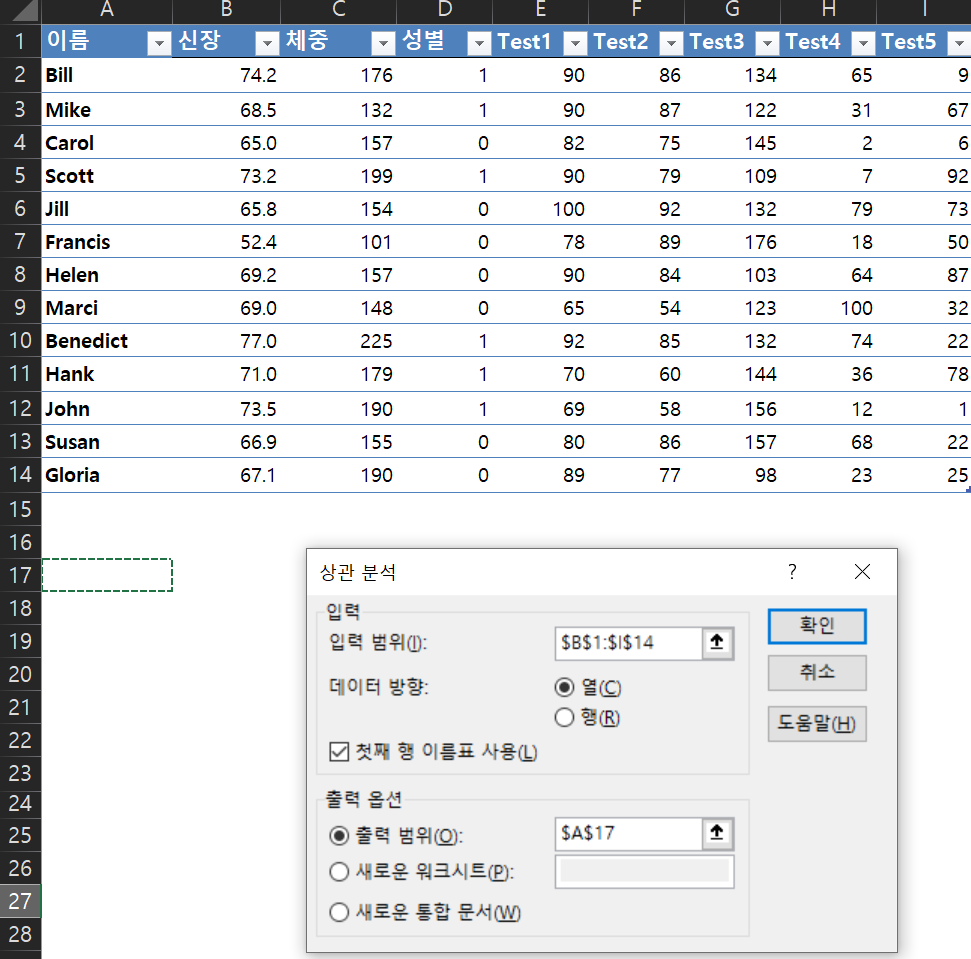 A B C D E F G H I
1 이름 신장 체중 성별 Test1 Test2 Test3 Test4 Test5
2 Bill 74.2 176 1 90 86 134 65 9
3 Mike 68.5 132 1 90 87 122 31 67
4 Carol 65.0 157 0 82 75 145 2 6
5 Scott 73.2 199 1 90 79 109 7 92
6 Jill 65.8 154 0 100 92 132 79 73
7 Francis 52.4 101 0 78 89 176 18 50
8 Helen 69.2 157 0 90 84 103 64 87
9 Marci 69.0 148 0 65 54 123 100 32
10 Benedict 77.0 225 1 92 85 132 74 22
11 Hank 71.0 179 1 70 60 144 36 78
12 John 73.5 190 1 69 58 156 12 1
13 Susan 66.9 155 0 80 86 157 68 22
14 Gloria 67.1 190 0 89 77 98 23 25
15
16
17
18
19
20
21
22
23
24
25
26
27
28
상관 분석 ?
입력
입력 범위(I): $B$1:$I$14
데이터 방향: 열(C)
행(R)
첫째 행 이름표 사용(L)
확인
취소
도움말(H)
출력 옵션
출력 범위(O): $A$17
새로운 워크시트(P):
새로운 통합 문서(W)